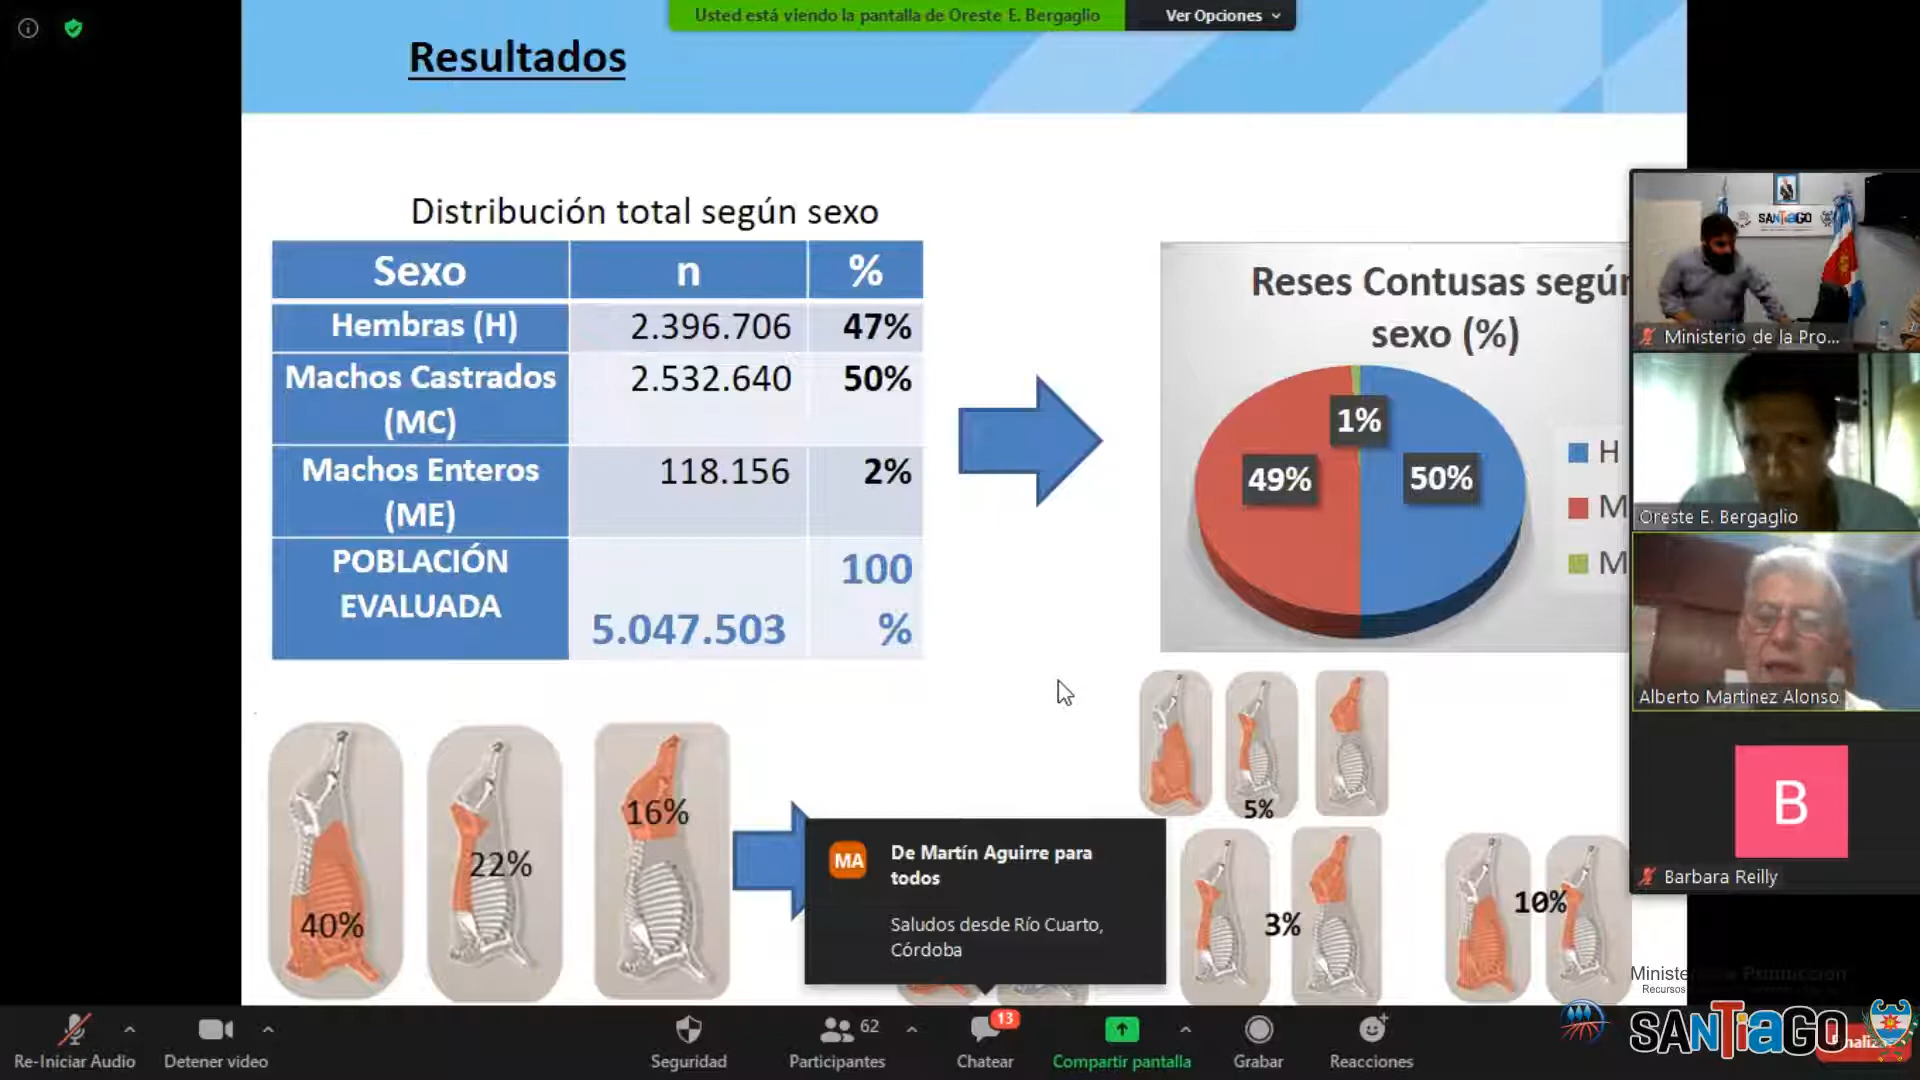 Usted está viendo la pantalla de Oreste E. Bergaglio
Ver Opciones
Resultados
Distribución total según sexo
Sexo n %
Hembras (H) 2.396.706 47%
Machos Castrados 2.532.640 50%
(MC)
Machos Enteros 118.156 2%
(ME)
POBLACIÓN 100
EVALUADA
5.047.503 %
Reses Contusas según
sexo (%)
1%
49%
50%
H
M
M
40%
22%
16%
5%
3%
10%
MA
De Martín Aguirre para
todos
Saludos desde Río Cuarto,
Córdoba
SANTIAGO
Ministerio de la Pro...
Oreste E. Bergaglio
Alberto Martinez Alonso
B
Barbara Reilly
Recursos
SANTIAGO
Re-Iniciar Audio
Detener video
Seguridad
62
Participantes
13
Chatear
Compartir pantalla
Grabar
Reacciones